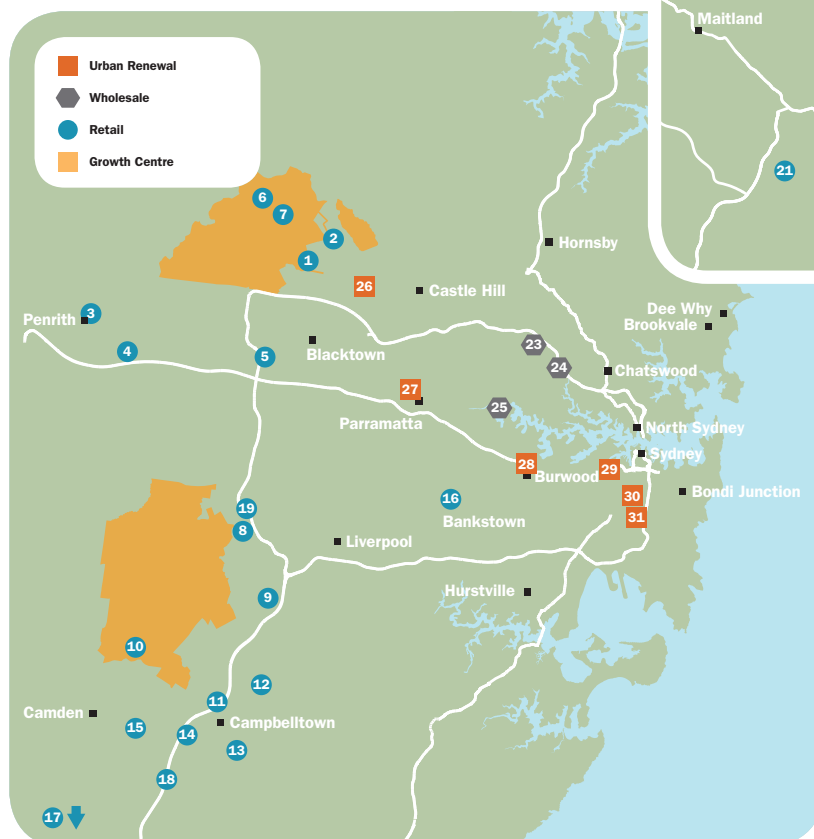 Maitland
Urban Renewal
Wholesale
Retail
Growth Centre
21
6
7
2
Hornsby
1
26
Castle Hill
3
Penrith
Dee Way
Brookvale
4
5
Blacktown
23
24
Chatswood
27
25
Parramatta
North Sydney
Sydney
28
29
Burwood
16
30
Bondi Junction
19
Bankstown
31
8
Liverpool
9
Hurstville
10
12
11
Camden
Campbelltown
15
14
13
18
17